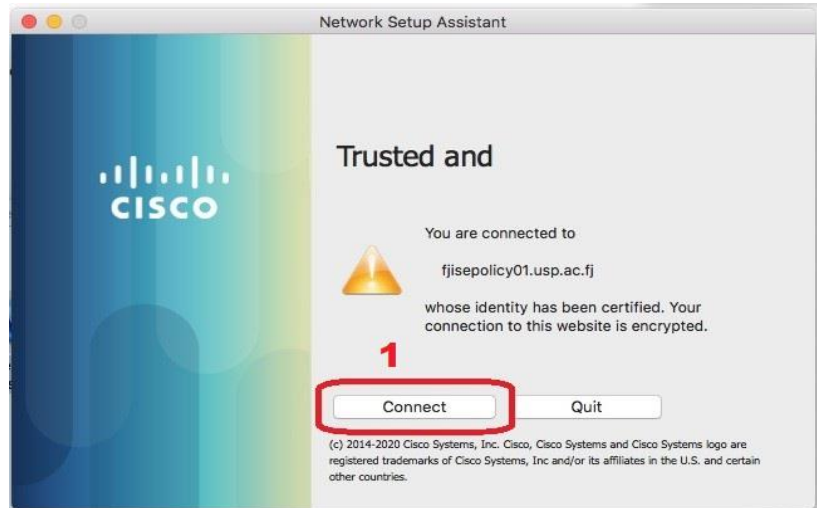 Network Setup Assistant
CISCO
Trusted and
You are connected to
fjisepolicy01.usp.ac.fj
whose identity has been certified. Your
connection to this website is encrypted.
1
Connect
Quit
(c) 2014-2020 Cisco Systems, Inc. Cisco, Cisco Systems and Cisco Systems logo are
registered trademarks of Cisco Systems, Inc and/or its affiliates in the U.S. and certain
other countries.